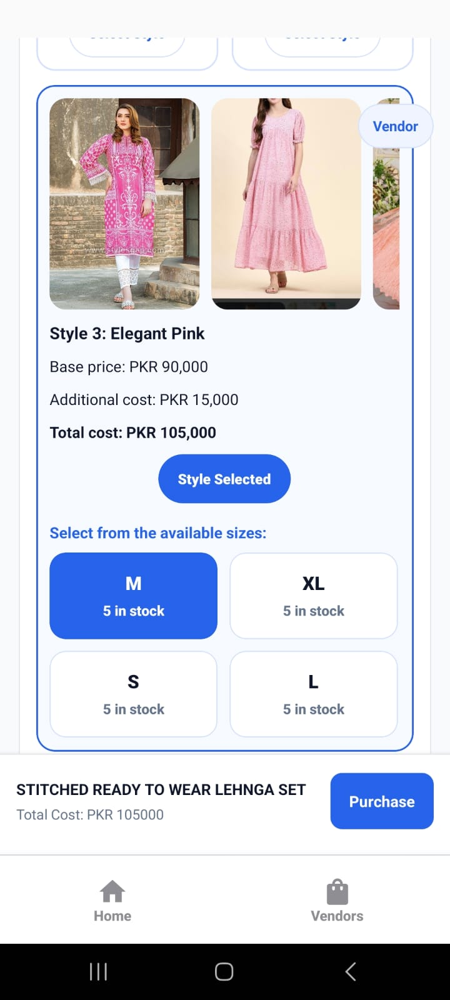 Vendor
www.stylesgap.com
Style 3: Elegant Pink
Base price: PKR 90,000
Additional cost: PKR 15,000
Total cost: PKR 105,000
Style Selected
Select from the available sizes:
M
5 in stock
XL
5 in stock
S
5 in stock
L
5 in stock
STITCHED READY TO WEAR LEHNGA SET
Total Cost: PKR 105000
Purchase
Home
Vendors